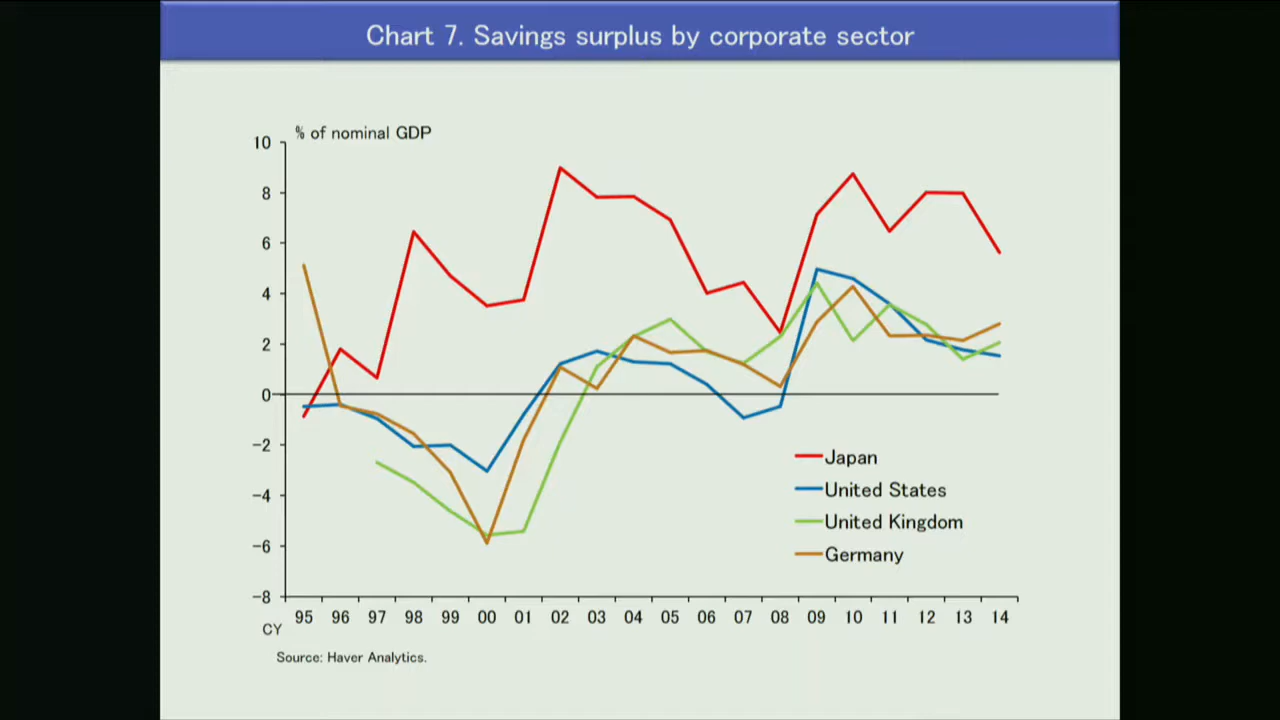 Chart 7. Savings surplus by corporate sector
% of nominal GDP
10
8
6
4
2
0
−2
−4
−6
−8
Japan
United States
United Kingdom
Germany
95 96 97 98 99 00 01 02 03 04 05 06 07 08 09 10 11 12 13 14
CY
Source: Haver Analytics.